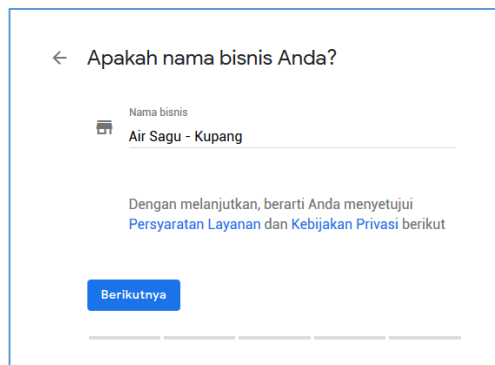 Apakah nama bisnis Anda?
Nama bisnis
Air Sagu - Kupang
Dengan melanjutkan, berarti Anda menyetujui
Persyaratan Layanan dan Kebijakan Privasi berikut
Berikutnya